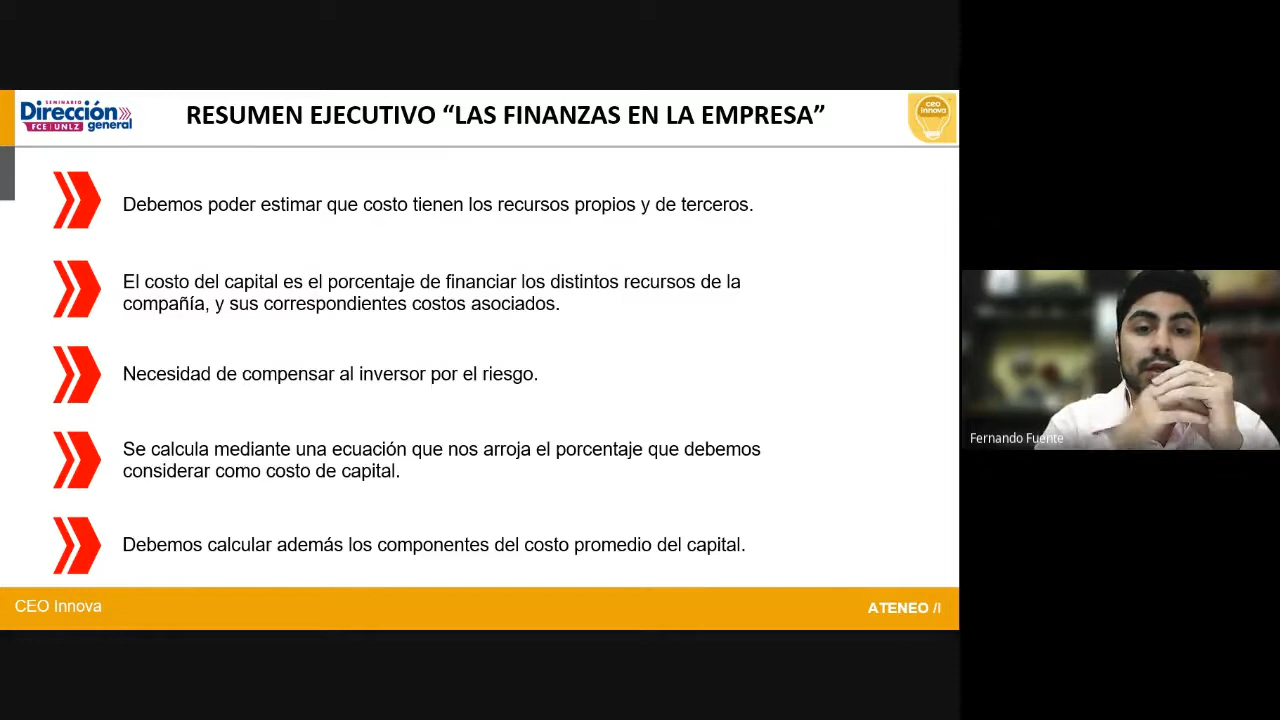 SEMINARIO
Dirección
FCE | UNLZ general
RESUMEN EJECUTIVO “LAS FINANZAS EN LA EMPRESA”
ceo
innova
Debemos poder estimar que costo tienen los recursos propios y de terceros.
El costo del capital es el porcentaje de financiar los distintos recursos de la
compañía, y sus correspondientes costos asociados.
Necesidad de compensar al inversor por el riesgo.
Se calcula mediante una ecuación que nos arroja el porcentaje que debemos
considerar como costo de capital.
Debemos calcular además los componentes del costo promedio del capital.
CEO Innova
ATENEO /I
Fernando Fuente